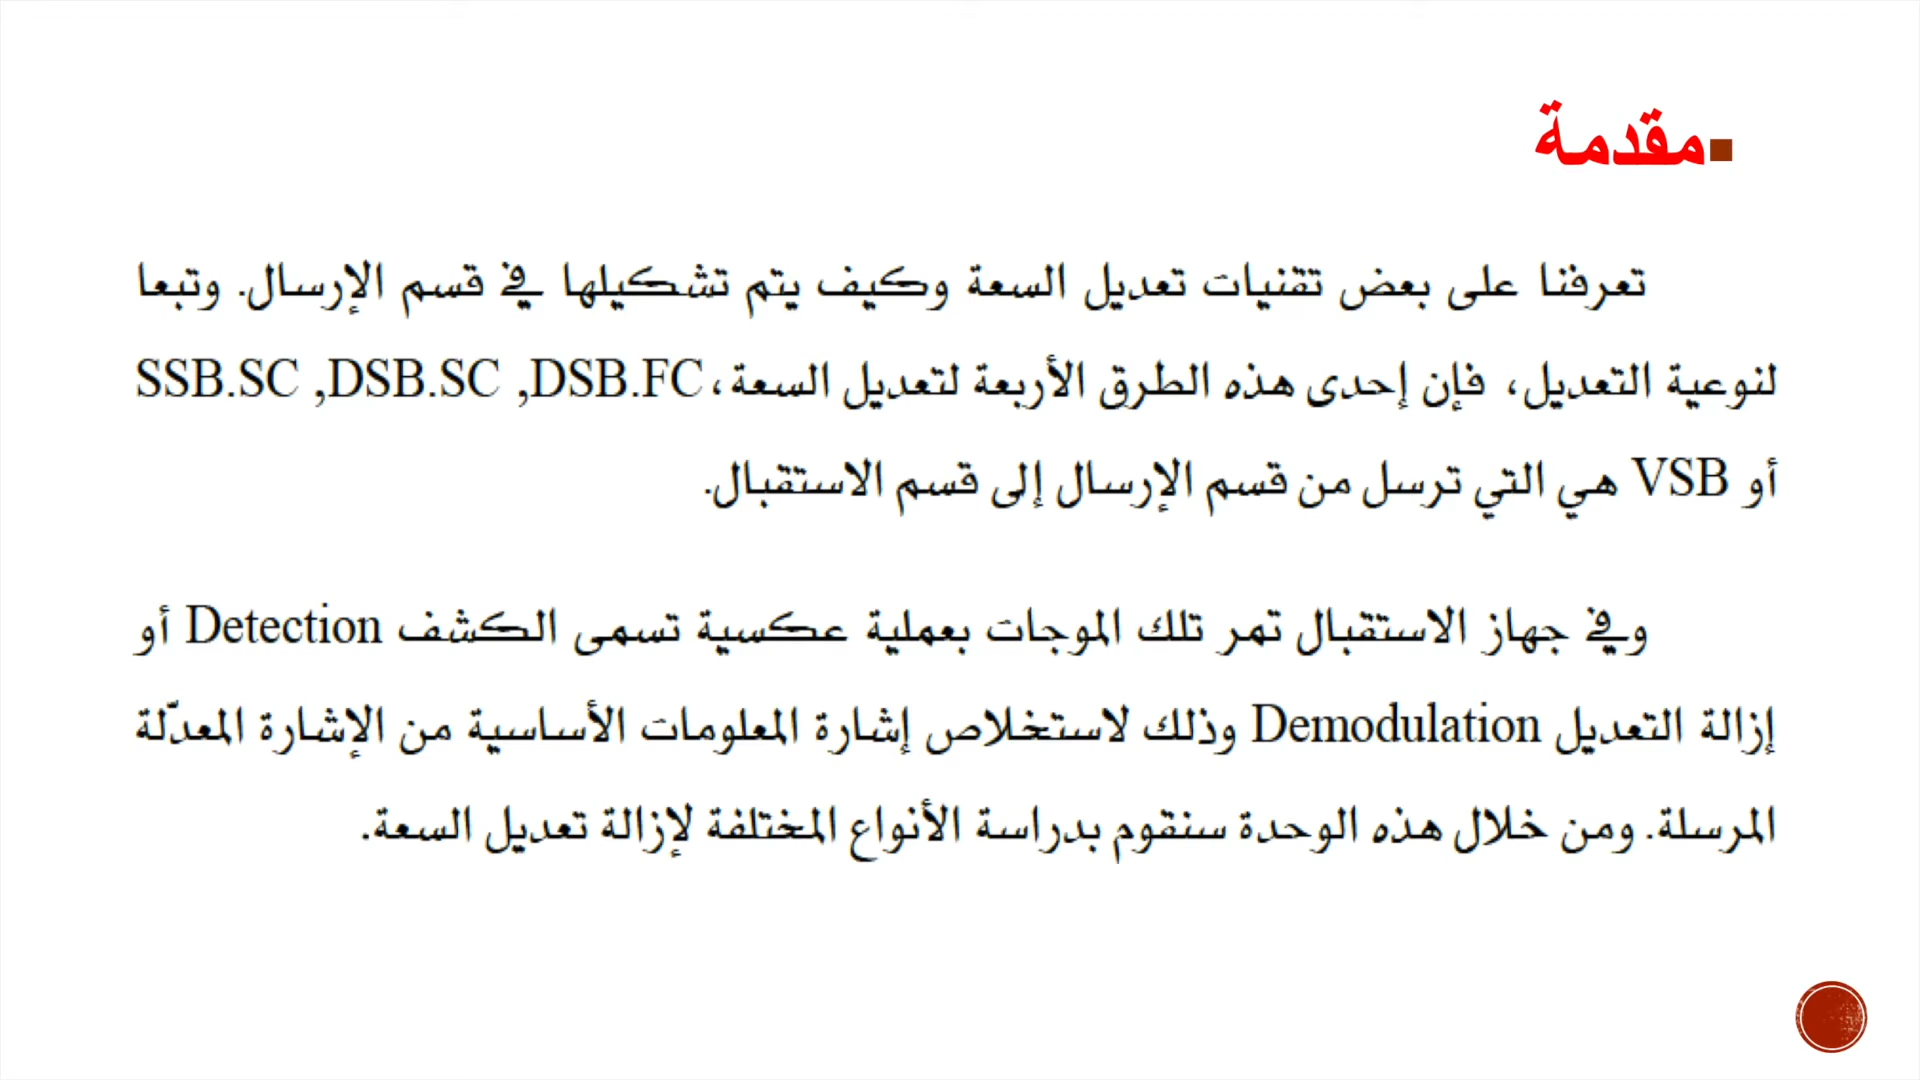 ▪مقدمة
تعرفنا على بعض تقنيات تعديل السعة وكيف يتم تشكيلها في قسم الإرسال. وتبعا
لنوعية التعديل، فإن إحدى هذه الطرق الأربعة لتعديل السعة، SSB.SC ,DSB.SC ,DSB.FC
أو VSB هي التي ترسل من قسم الإرسال إلى قسم الاستقبال.
وفي جهاز الاستقبال تمر تلك الموجات بعملية عكسية تسمى الكشف Detection أو
إزالة التعديل Demodulation وذلك لاستخلاص إشارة المعلومات الأساسية من الإشارة المعدّلة
المرسلة. ومن خلال هذه الوحدة سنقوم بدراسة الأنواع المختلفة لإزالة تعديل السعة.